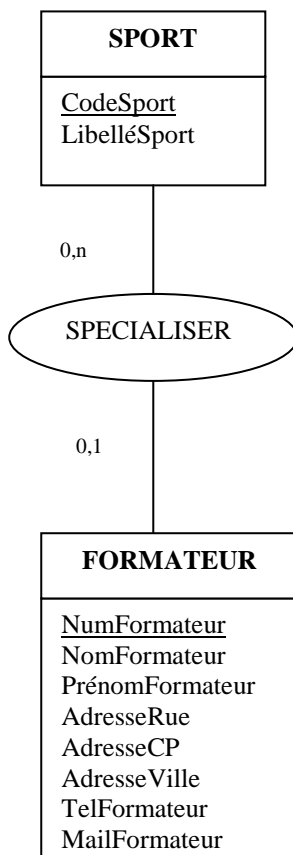 SPORT
CodeSport
LibelléSport
0,n
SPECIALISER
0,1
FORMATEUR
NumFormateur
NomFormateur
PrénomFormateur
AdresseRue
AdresseCP
AdresseVille
TelFormateur
MailFormateur